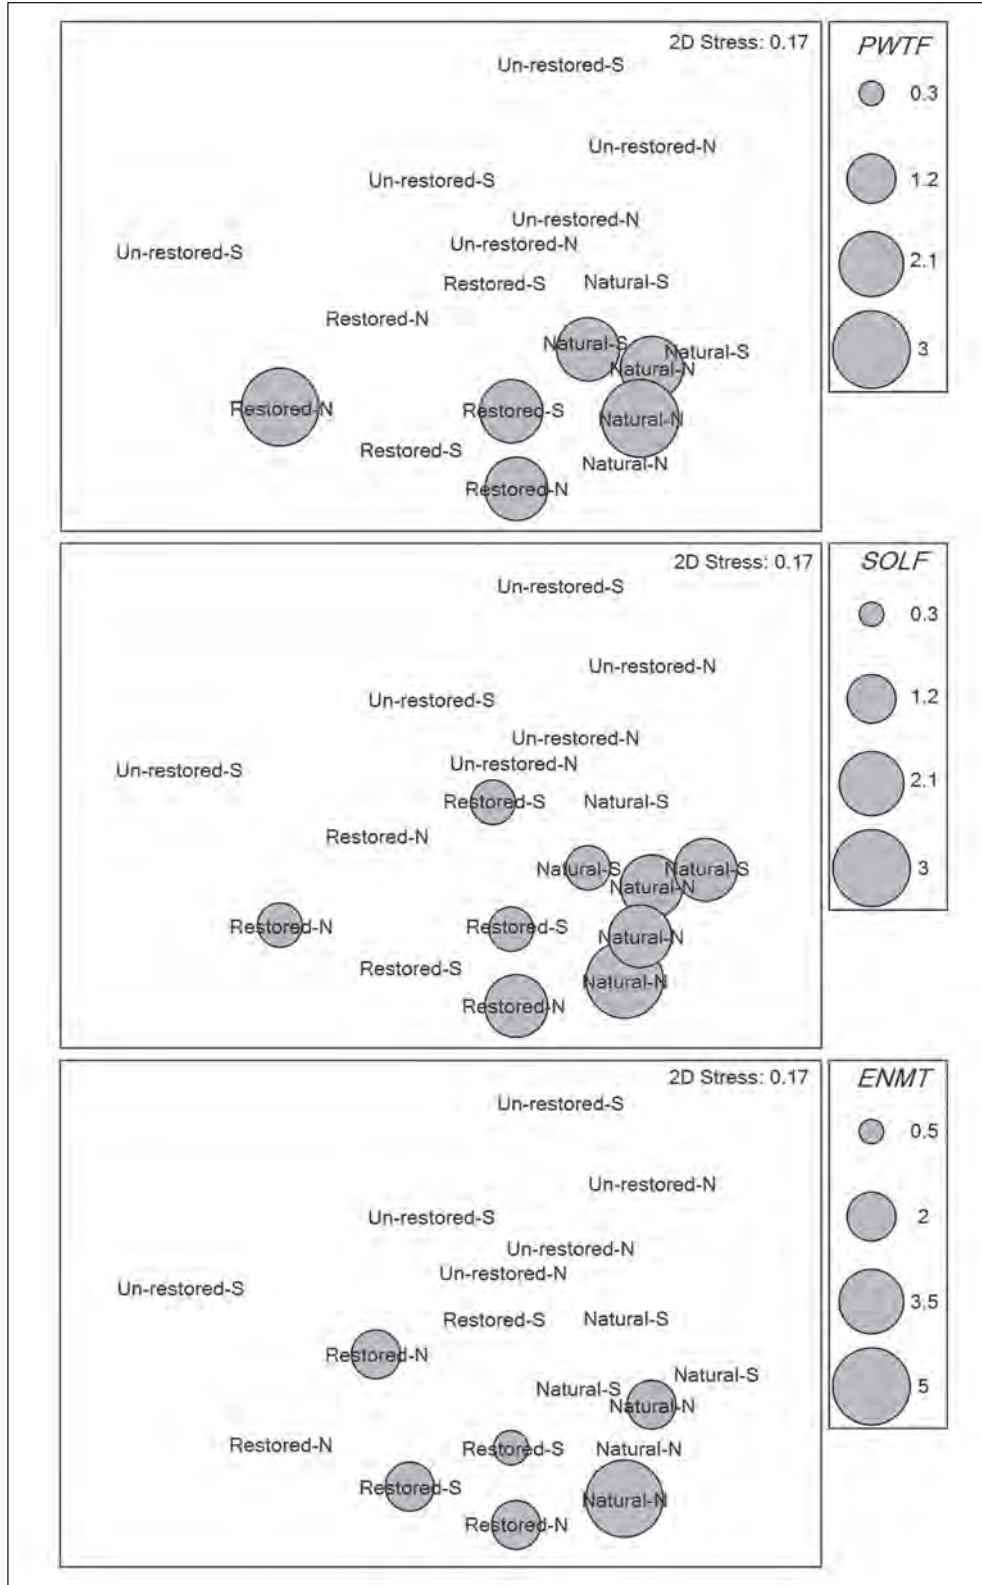 2D Stress: 0.17
PWTF
Un-restored-S
0.3
Un-restored-N
Un-restored-S
1.2
Un-restored-N
Un-restored-N
Un-restored-S
2.1
Restored-S
Natural-S
Restored-N
Natural-S
Natural-S
3
Natural-N
Restored-N
Restored-S
Natural-N
Restored-S
Natural-N
Restored-N
2D Stress: 0.17
SOLF
Un-restored-S
0.3
Un-restored-N
Un-restored-S
1.2
Un-restored-N
Un-restored-N
Un-restored-S
2.1
Restored-S
Natural-S
Restored-N
Natural-S
Natural-S
3
Natural-N
Restored-N
Restored-S
Natural-N
Restored-S
Natural-N
Restored-N
2D Stress: 0.17
ENMT
Un-restored-S
0.5
Un-restored-N
Un-restored-S
2
Un-restored-N
Un-restored-N
Un-restored-S
3.5
Restored-S
Natural-S
Restored-N
Natural-S
Natural-S
5
Natural-N
Restored-N
Restored-S
Natural-N
Restored-S
Natural-N
Restored-N